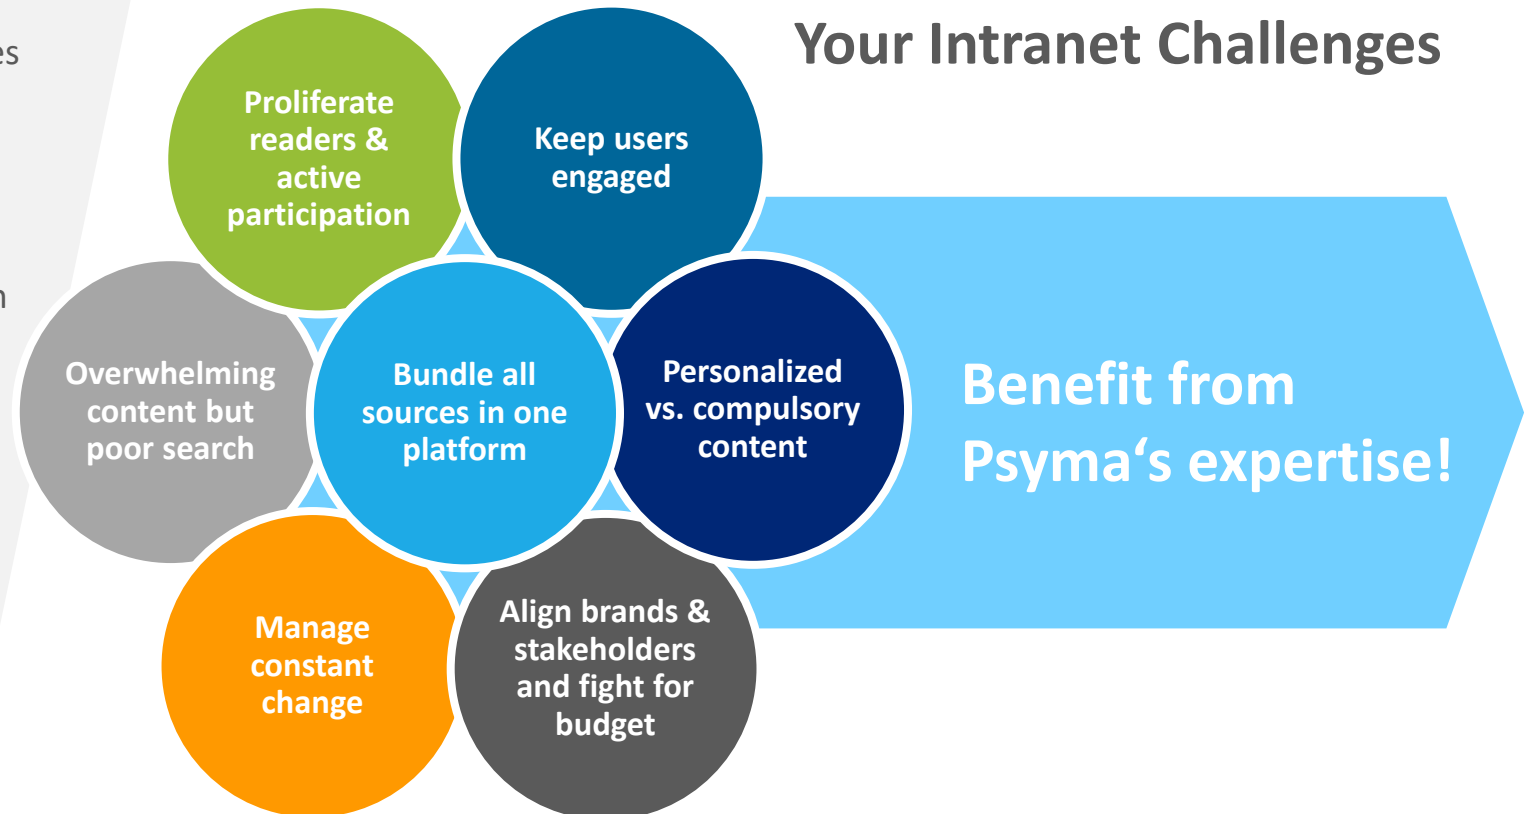 Your Intranet Challenges
Proliferate
readers &
active
participation
Keep users
engaged
Overwhelming
content but
poor search
Bundle all
sources in one
platform
Personalized
vs. compulsory
content
Benefit from
Psyma‘s expertise!
Manage
constant
change
Align brands &
stakeholders
and fight for
budget